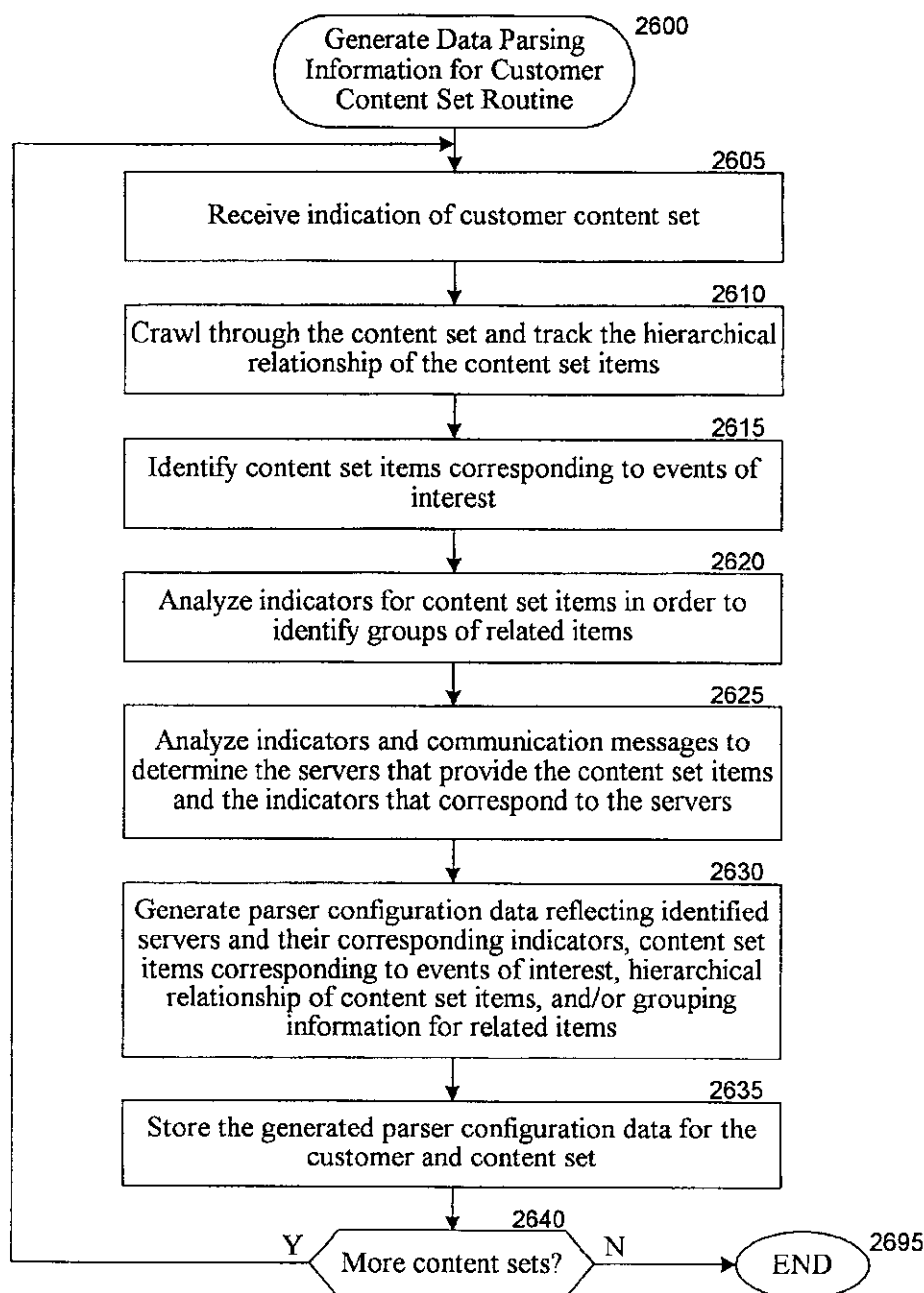 2600
Generate Data Parsing
Information for Customer
Content Set Routine
2605
Receive indication of customer content set
2610
Crawl through the content set and track the hierarchical
relationship of the content set items
2615
Identify content set items corresponding to events of
interest
2620
Analyze indicators for content set items in order to
identify groups of related items
2625
Analyze indicators and communication messages to
determine the servers that provide the content set items
and the indicators that correspond to the servers
2630
Generate parser configuration data reflecting identified
servers and their corresponding indicators, content set
items corresponding to events of interest, hierarchical
relationship of content set items, and/or grouping
information for related items
2635
Store the generated parser configuration data for the
customer and content set
2640
Y
More content sets?
N
END
2695